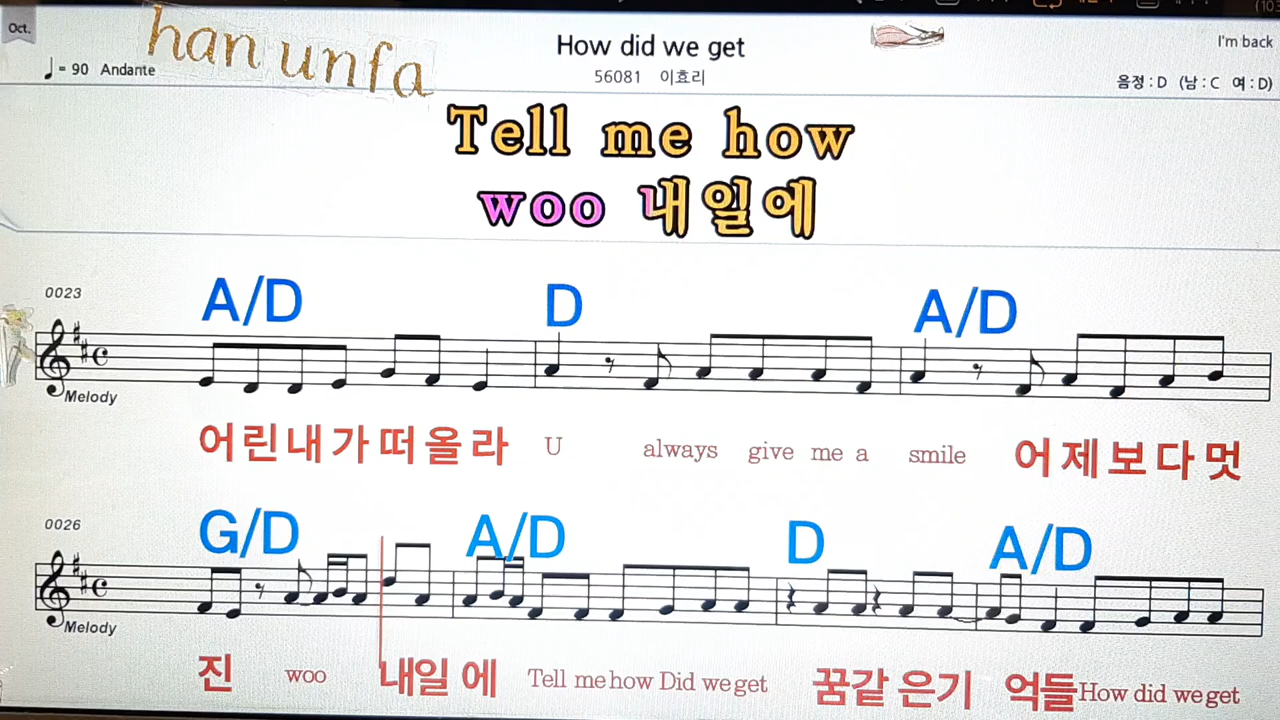 Oct.
han unfa
How did we get
I'm back
♩= 90 Andante
56081 이효리
음정 : D (남 : C 여 : D)
Tell me how
woo 내일에
0023
A/D D A/D
Melody
어린내가떠올라 U always give me a smile 어제보다멋
0026
G/D A/D D A/D
Melody
진 woo 내일 에 Tell me how Did we get 꿈같 은기 억들 How did we get